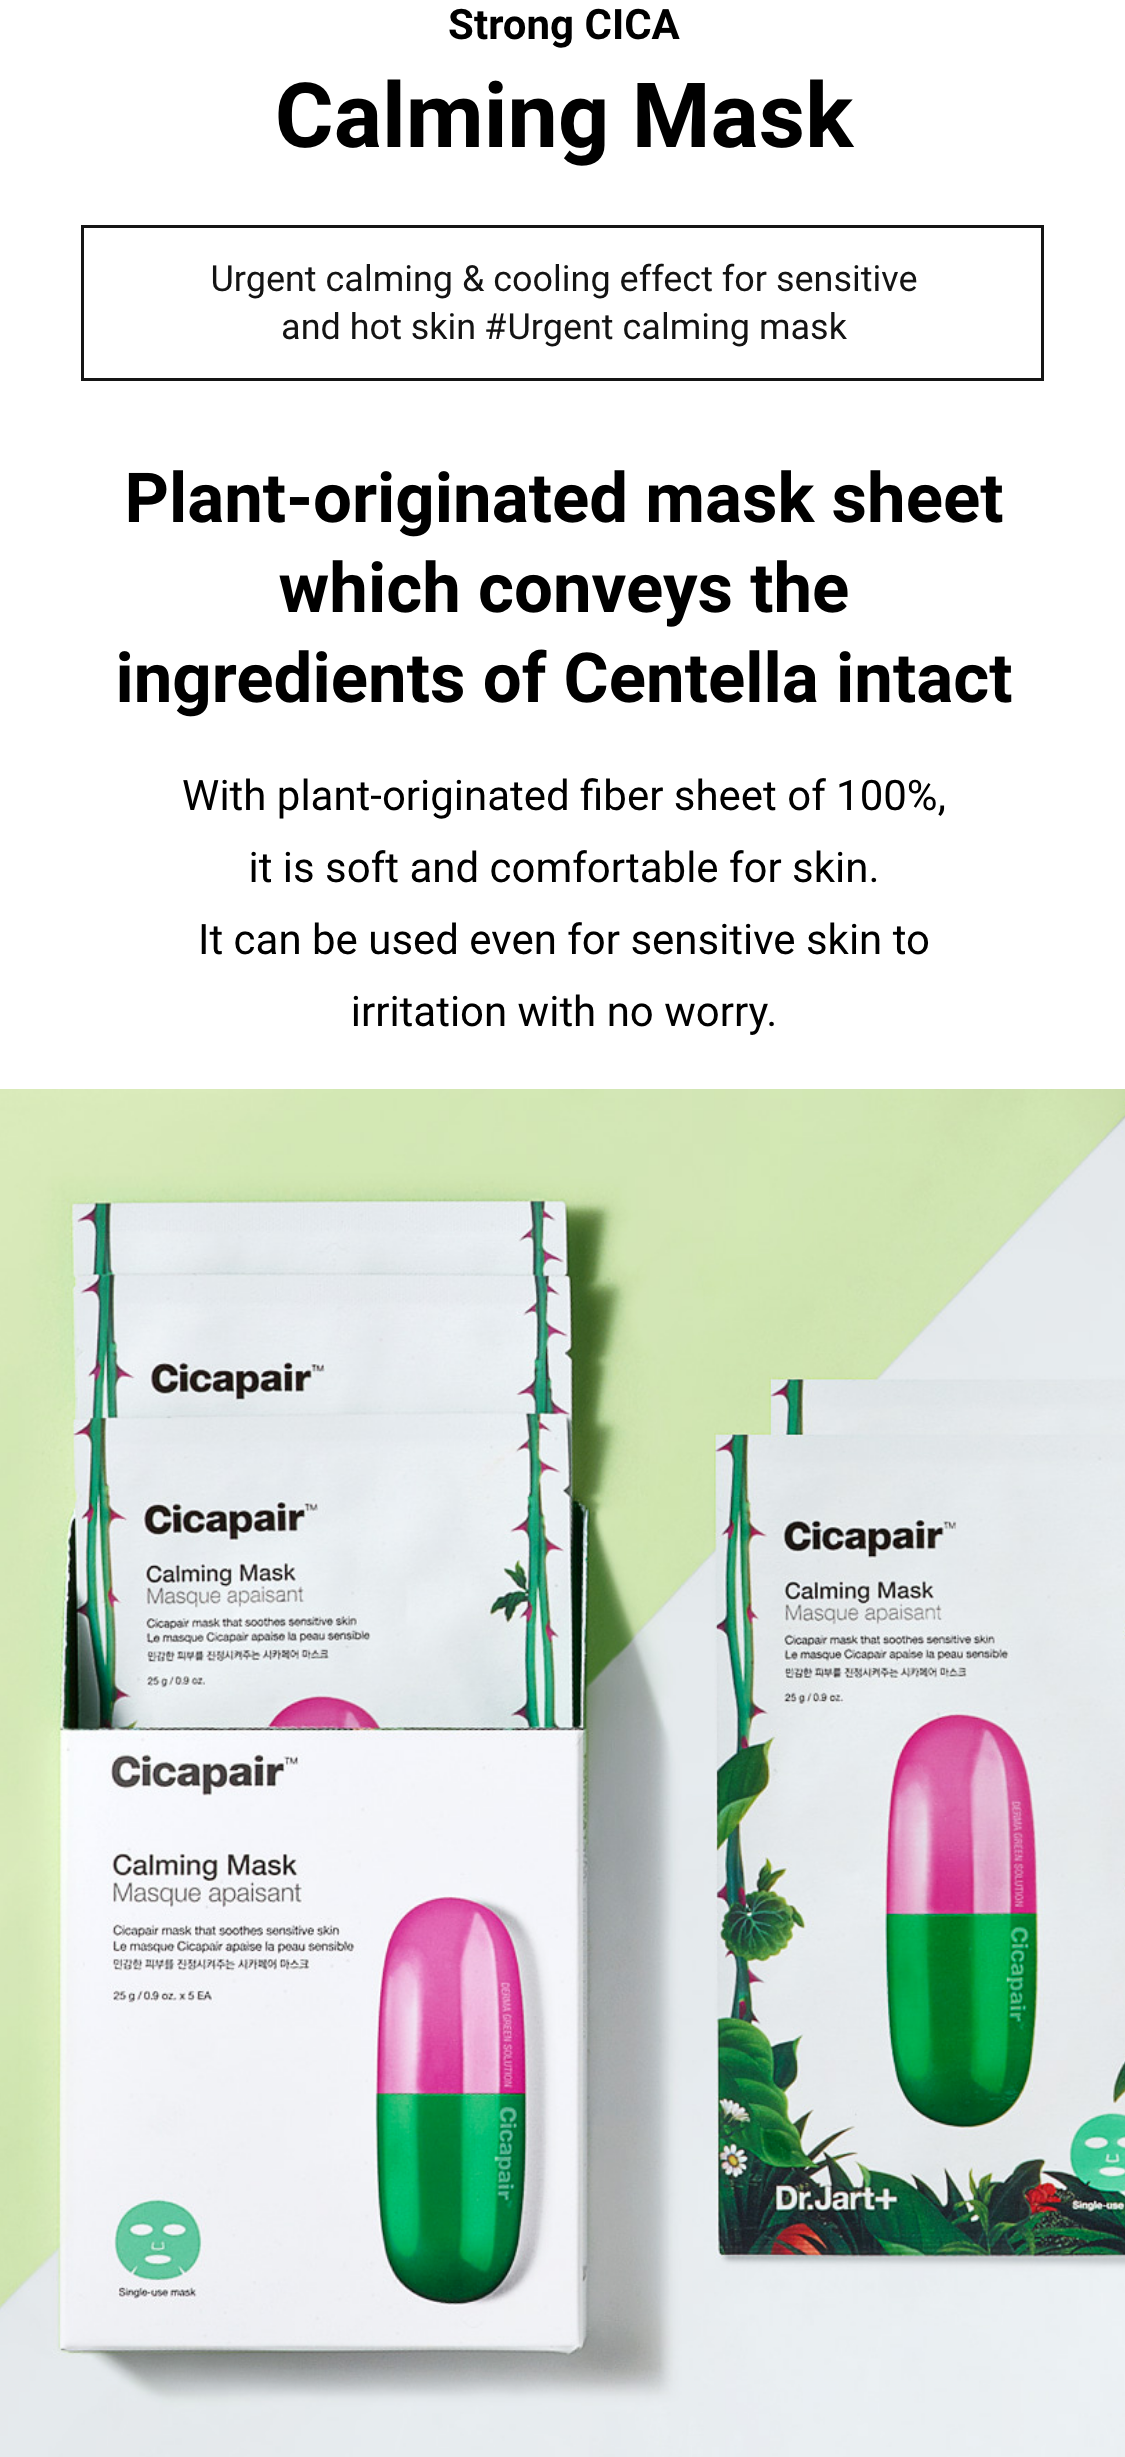 Strong CICA
Calming Mask
Urgent calming & cooling effect for sensitive
and hot skin #Urgent calming mask
Plant-originated mask sheet
which conveys the
ingredients of Centella intact
With plant-originated fiber sheet of 100%,
it is soft and comfortable for skin.
It can be used even for sensitive skin to
irritation with no worry.
Cicapair™
Cicapair™
Calming Mask
Masque apaisant
Cicapair mask that soothes sensitive skin
Le masque Cicapair apaise la peau sensible
민감한 피부를 진정시켜주는 시카페어 마스크
25 g / 0.9 oz.
Cicapair™
Calming Mask
Masque apaisant
Cicapair mask that soothes sensitive skin
Le masque Cicapair apaise la peau sensible
민감한 피부를 진정시켜주는 시카페어 마스크
25 g / 0.9 oz. x 5 EA
DERMA GREEN SOLUTION
Cicapair™
Single-use mask
Cicapair™
Calming Mask
Masque apaisant
Cicapair mask that soothes sensitive skin
Le masque Cicapair apaise la peau sensible
민감한 피부를 진정시켜주는 시카페어 마스크
25 g / 0.9 oz.
DERMA GREEN SOLUTION
Cicapair™
Dr.Jart+
Single-use